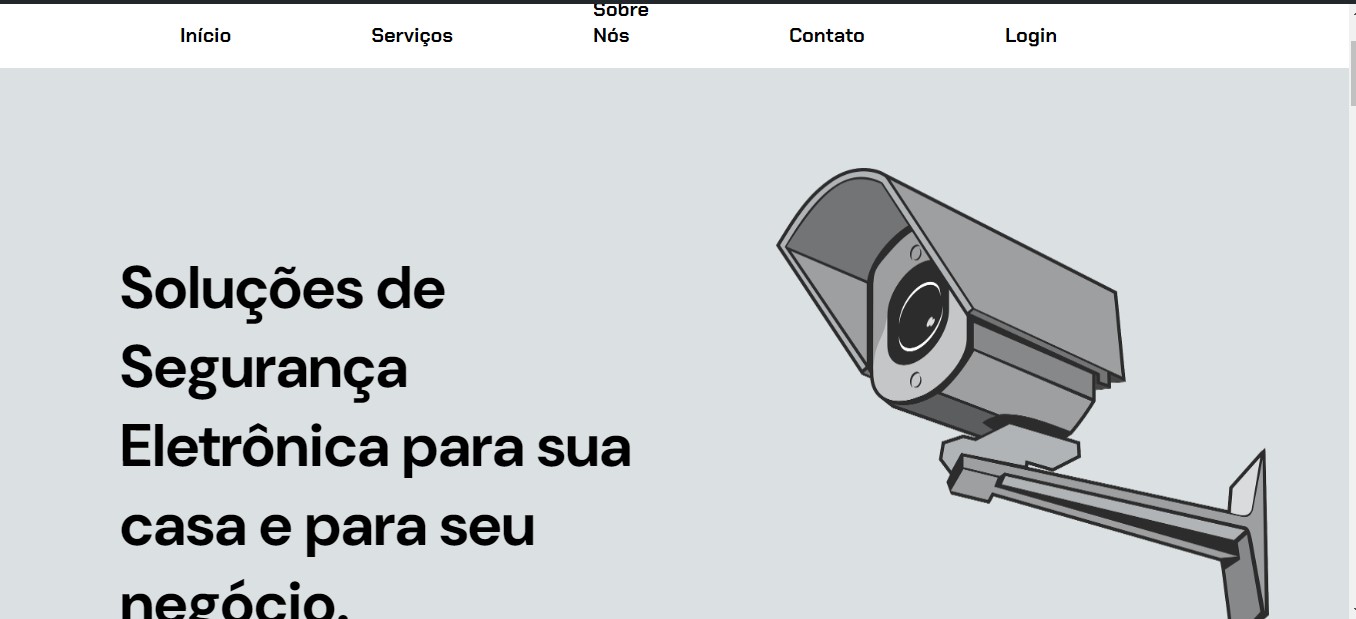 Início Serviços Sobre Nós Contato Login
Soluções de
Segurança
Eletrônica para sua
casa e para seu
negócio.